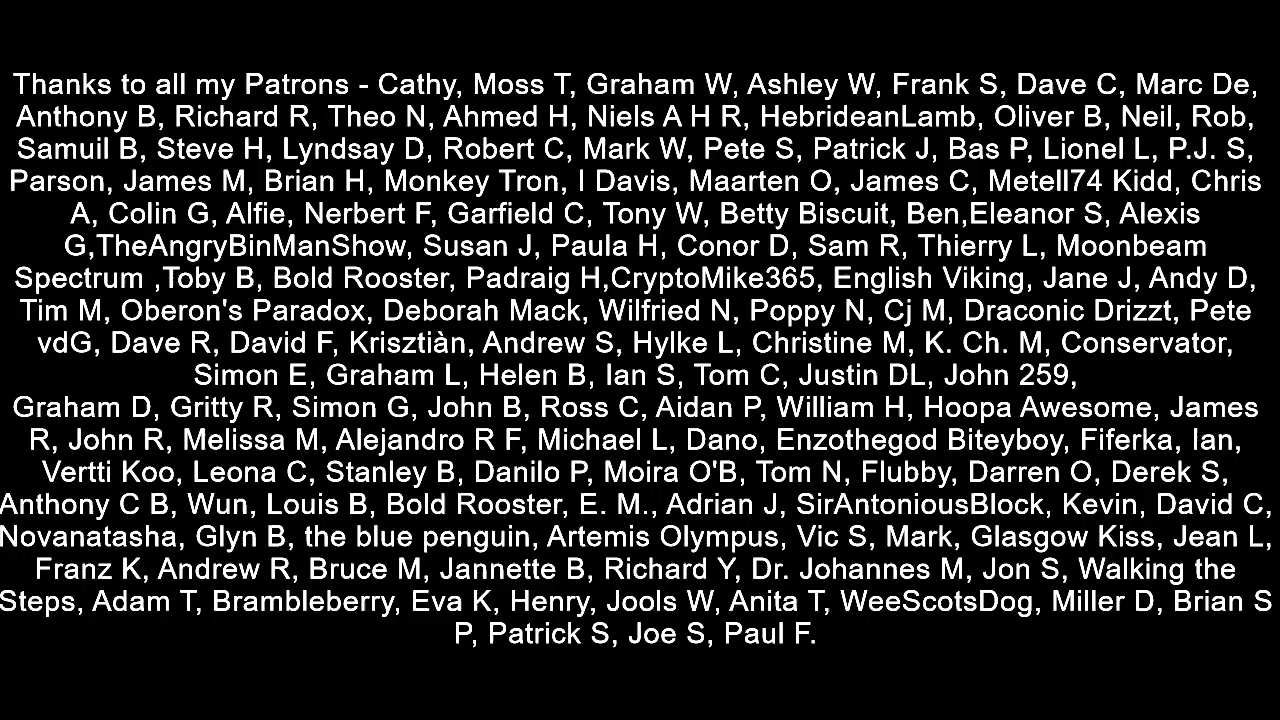 Thanks to all my Patrons - Cathy, Moss T, Graham W, Ashley W, Frank S, Dave C, Marc De,
Anthony B, Richard R, Theo N, Ahmed H, Niels A H R, HebrideanLamb, Oliver B, Neil, Rob,
Samuil B, Steve H, Lyndsay D, Robert C, Mark W, Pete S, Patrick J, Bas P, Lionel L, P.J. S,
Parson, James M, Brian H, Monkey Tron, I Davis, Maarten O, James C, Metell74 Kidd, Chris
A, Colin G, Alfie, Nerbert F, Garfield C, Tony W, Betty Biscuit, Ben,Eleanor S, Alexis
G,TheAngryBinManShow, Susan J, Paula H, Conor D, Sam R, Thierry L, Moonbeam
Spectrum ,Toby B, Bold Rooster, Padraig H,CryptoMike365, English Viking, Jane J, Andy D,
Tim M, Oberon's Paradox, Deborah Mack, Wilfried N, Poppy N, Cj M, Draconic Drizzt, Pete
vdG, Dave R, David F, Krisztiàn, Andrew S, Hylke L, Christine M, K. Ch. M, Conservator,
Simon E, Graham L, Helen B, Ian S, Tom C, Justin DL, John 259,
Graham D, Gritty R, Simon G, John B, Ross C, Aidan P, William H, Hoopa Awesome, James
R, John R, Melissa M, Alejandro R F, Michael L, Dano, Enzothegod Biteyboy, Fiferka, Ian,
Vertti Koo, Leona C, Stanley B, Danilo P, Moira O'B, Tom N, Flubby, Darren O, Derek S,
Anthony C B, Wun, Louis B, Bold Rooster, E. M., Adrian J, SirAntoniousBlock, Kevin, David C,
Novanatasha, Glyn B, the blue penguin, Artemis Olympus, Vic S, Mark, Glasgow Kiss, Jean L,
Franz K, Andrew R, Bruce M, Jannette B, Richard Y, Dr. Johannes M, Jon S, Walking the
Steps, Adam T, Brambleberry, Eva K, Henry, Jools W, Anita T, WeeScotsDog, Miller D, Brian S
P, Patrick S, Joe S, Paul F.